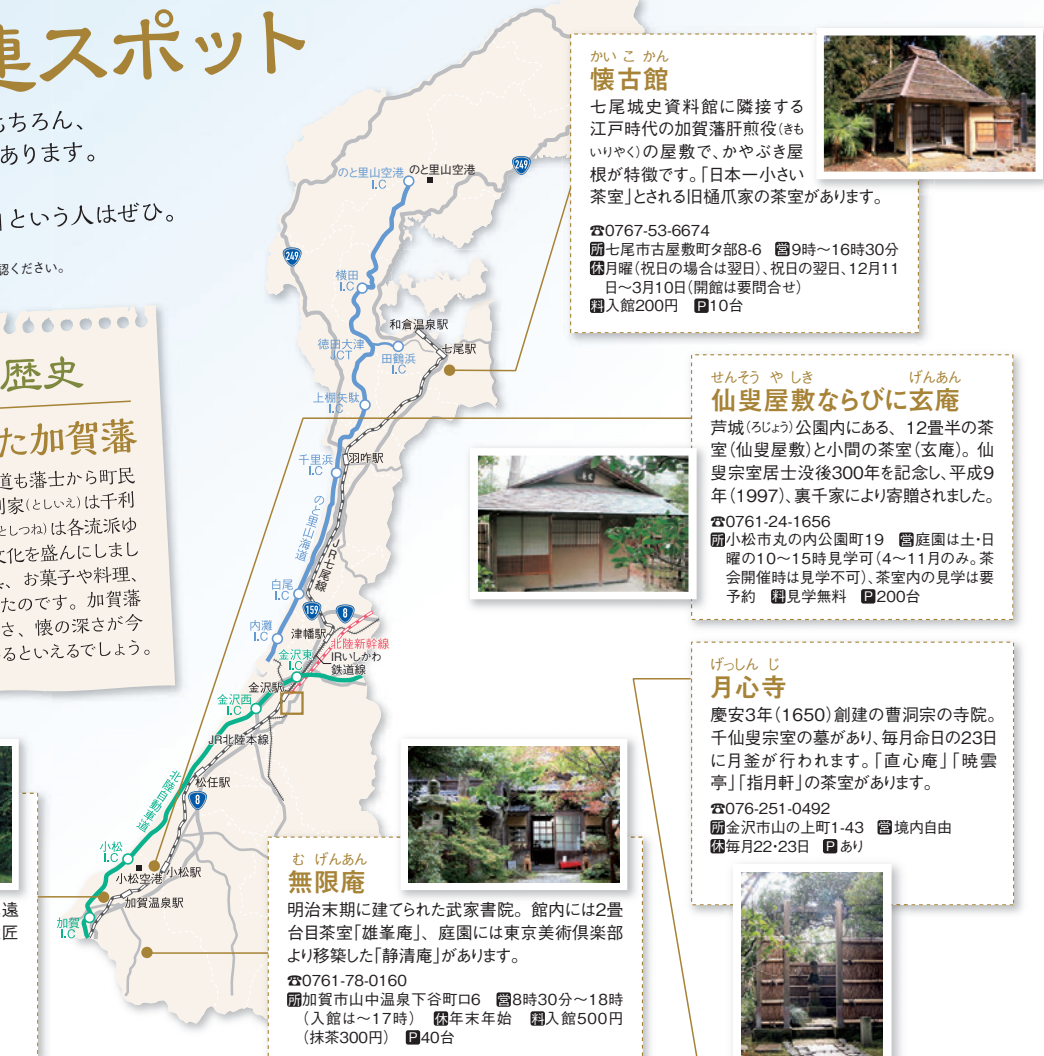 連スポット
もちろん、
あります。
」という人はぜひ。
認ください。
歴史
た加賀藩
道も藩士から町民
利家(としいえ)は千利
としつね)は各流派ゆ
文化を盛んにしまし
、お菓子や料理、
たのです。加賀藩
さ、懐の深さが今
るといえるでしょう。
かいこかん
懐古館
七尾城史資料館に隣接する
江戸時代の加賀藩肝煎役(きも
いりやく)の屋敷で、かやぶき屋
根が特徴です。「日本一小さい
茶室」とされる旧樋爪家の茶室があります。
☎0767-53-6674
所七尾市古屋敷町タ部8-6 営9時～16時30分
休月曜(祝日の場合は翌日)、祝日の翌日、12月11
日～3月10日(開館は要問合せ)
料入館200円 P10台
せんそうやしき げんあん
仙叟屋敷ならびに玄庵
芦城(ろじょう)公園内にある、12畳半の茶
室(仙叟屋敷)と小間の茶室(玄庵)。仙
叟宗室居士没後300年を記念し、平成9
年(1997)、裏千家により寄贈されました。
☎0761-24-1656
所小松市丸の内公園町19 営庭園は土・日
曜の10～15時見学可(4～11月のみ。茶
会開催時は見学不可)、茶室内の見学は要
予約 料見学無料 P200台
げっしんじ
月心寺
慶安3年(1650)創建の曹洞宗の寺院。
千仙叟宗室の墓があり、毎月命日の23日
に月釜が行われます。「直心庵」「暁雲
亭」「指月軒」の茶室があります。
☎076-251-0492
所金沢市山の上町1-43 営境内自由
休毎月22・23日 Pあり
むげんあん
無限庵
明治末期に建てられた武家書院。館内には2畳
台目茶室「雄峯庵」、庭園には東京美術倶楽部
より移築した「静清庵」があります。
☎0761-78-0160
所加賀市山中温泉下谷町ロ6 営8時30分～18時
(入館は～17時) 休年末年始 料入館500円
(抹茶300円) P40台
遠
匠
のと里山空港
I.C
のと里山空港
249
249
横田
I.C
和倉温泉駅
七尾駅
徳田大津
JCT
田鶴浜
I.C
上棚矢駄
I.C
千里浜
I.C
羽咋駅
のと里山海道
JR七尾線
白尾
I.C
159
8
内灘
I.C
津幡駅
北陸新幹線
IRいしかわ
鉄道線
金沢東
I.C
金沢駅
金沢西
I.C
JR北陸本線
松任駅
北陸自動車道
8
小松
I.C
小松空港
小松駅
加賀温泉駅
加賀
I.C